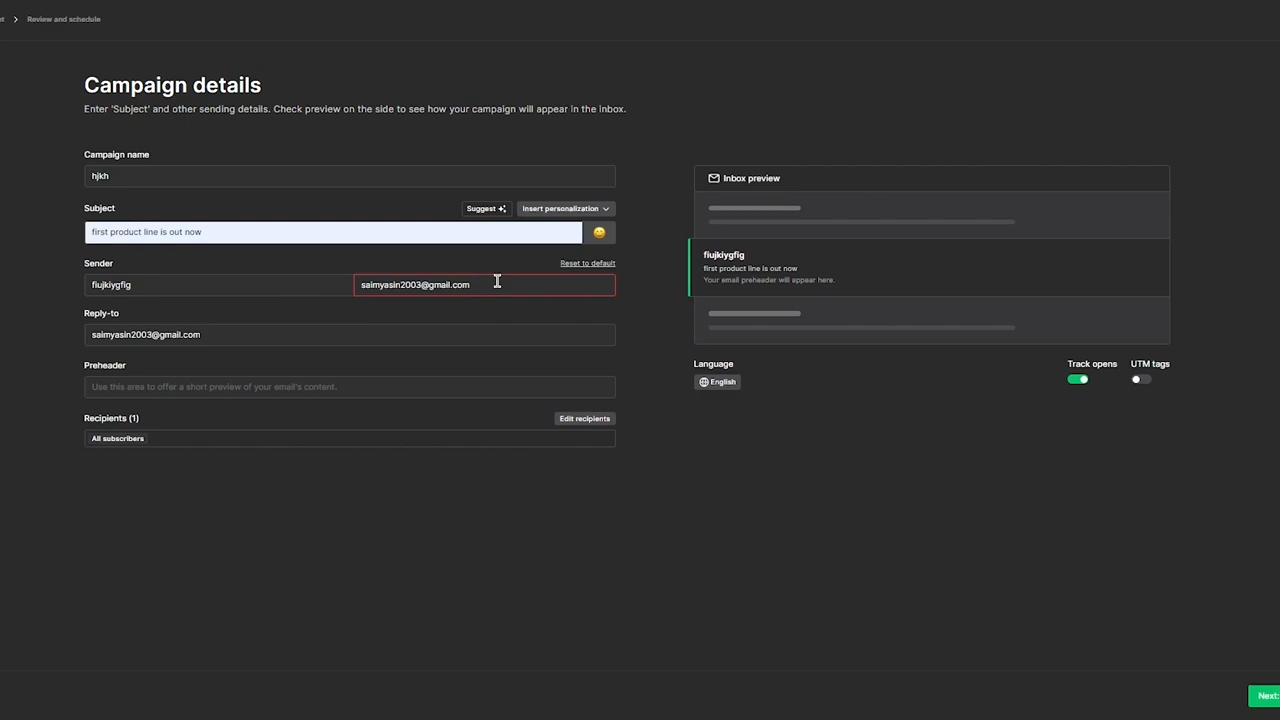 Review and schedule
Campaign details
Enter 'Subject' and other sending details. Check preview on the side to see how your campaign will appear in the inbox.
Campaign name
hjkh
Subject
Suggest
Insert personalization
first product line is out now
Sender
Reset to default
fiujkiygfig
saimyasin2003@gmail.com
Reply-to
saimyasin2003@gmail.com
Preheader
Use this area to offer a short preview of your email's content.
Recipients (1)
Edit recipients
All subscribers
Inbox preview
fiujkiygfig
first product line is out now
Your email preheader will appear here.
Language
English
Track opens
UTM tags
Next: